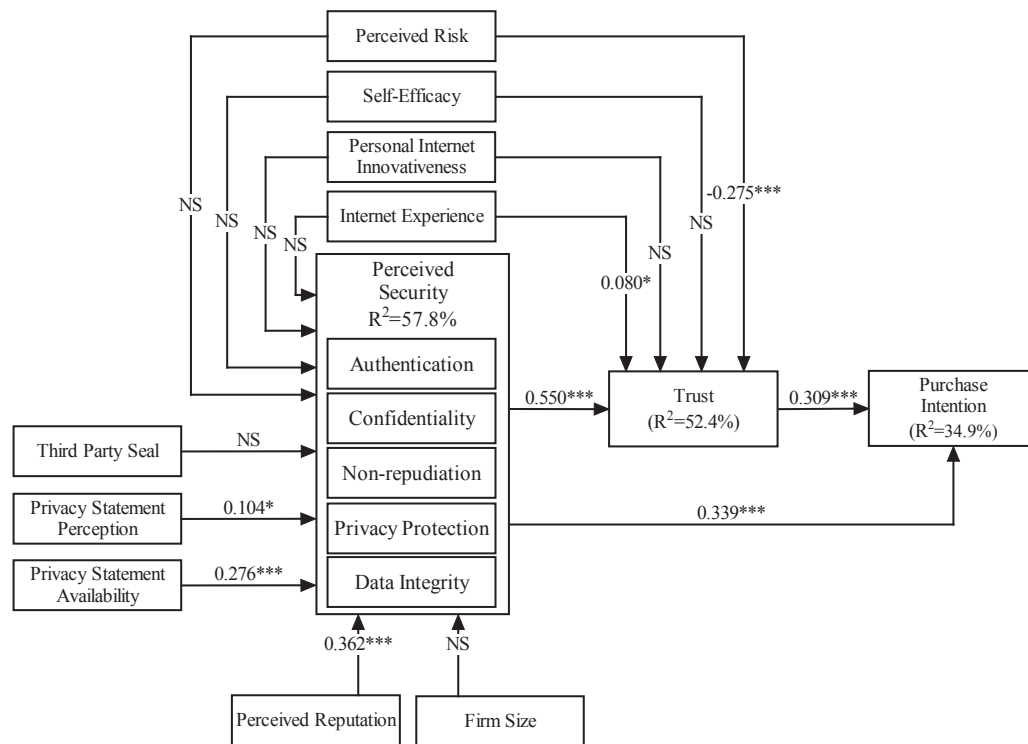 Perceived Risk
Self-Efficacy
Personal Internet
Innovativeness
Internet Experience
NS
NS
NS
NS
-0.275***
NS
NS
0.080*
Perceived
Security
R²=57.8%
Authentication
Confidentiality
Non-repudiation
Privacy Protection
Data Integrity
0.550***
Trust
(R²=52.4%)
0.309***
Purchase
Intention
(R²=34.9%)
0.339***
Third Party Seal
NS
Privacy Statement
Perception
0.104*
Privacy Statement
Availability
0.276***
0.362***
NS
Perceived Reputation
Firm Size